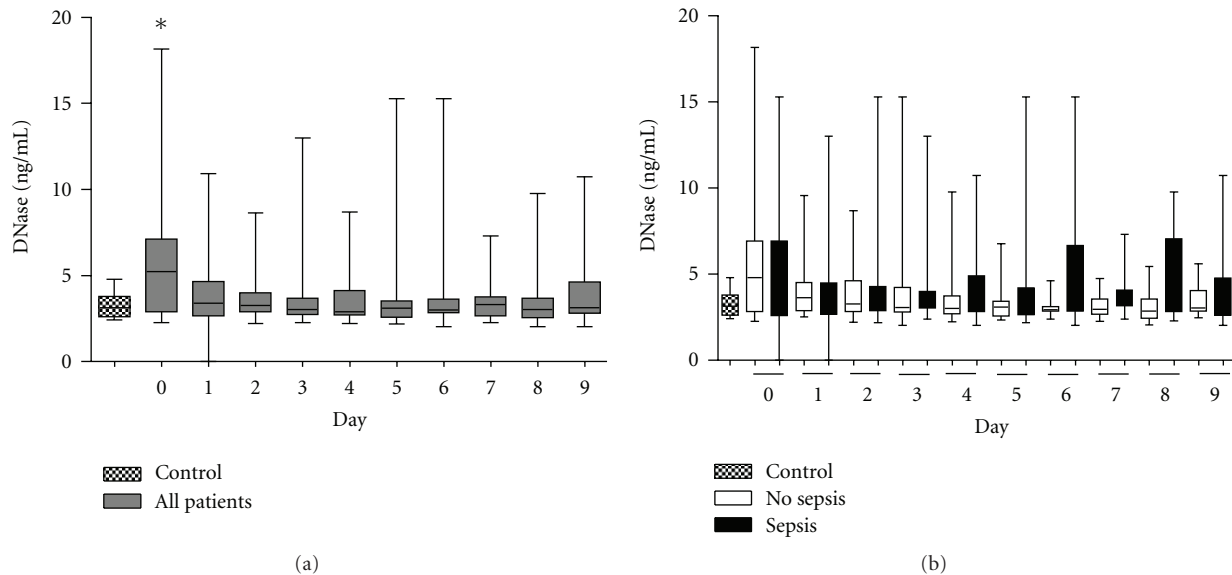 20
*
15
10
5
0
DNase (ng/mL)
0 1 2 3 4 5 6 7 8 9
Day
Control
All patients
(a)
20
15
10
5
0
DNase (ng/mL)
0 1 2 3 4 5 6 7 8 9
Day
Control
No sepsis
Sepsis
(b)